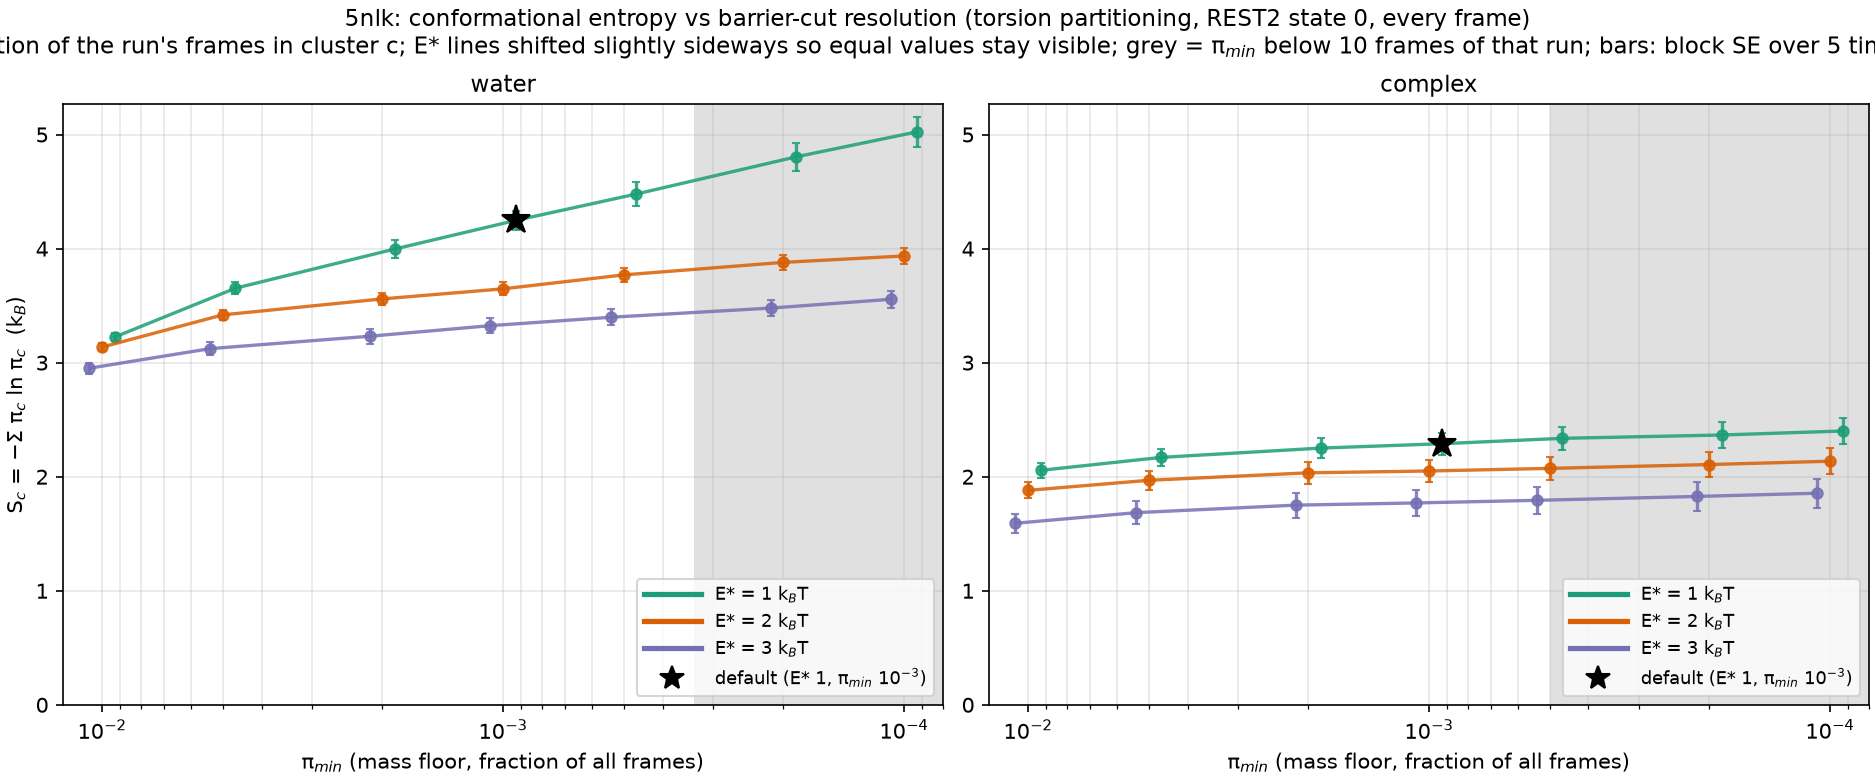 5nlk: conformational entropy vs barrier-cut resolution (torsion partitioning, REST2 state 0, every frame)
tion of the run's frames in cluster c; E* lines shifted slightly sideways so equal values stay visible; grey = π_min below 10 frames of that run; bars: block SE over 5 tin
water
S_c = −Σ π_c ln π_c (k_B)
5
4
3
2
1
0
E* = 1 k_BT
E* = 2 k_BT
E* = 3 k_BT
default (E* 1, π_min 10⁻³)
10⁻²
10⁻³
10⁻⁴
π_min (mass floor, fraction of all frames)
complex
5
4
3
2
1
0
E* = 1 k_BT
E* = 2 k_BT
E* = 3 k_BT
default (E* 1, π_min 10⁻³)
10⁻²
10⁻³
10⁻⁴
π_min (mass floor, fraction of all frames)